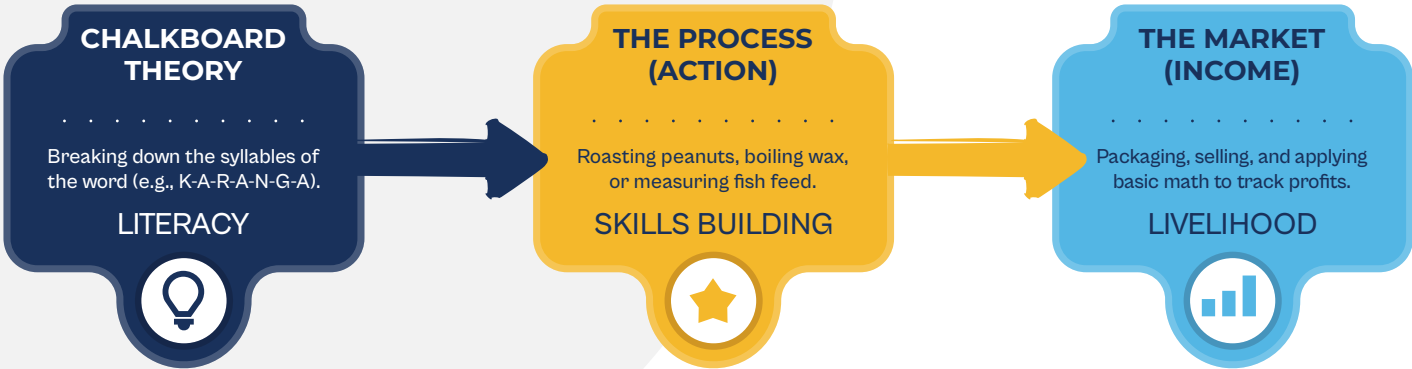 CHALKBOARD
THEORY
Breaking down the syllables of
the word (e.g., K-A-R-A-N-G-A).
LITERACY
THE PROCESS
(ACTION)
Roasting peanuts, boiling wax,
or measuring fish feed.
SKILLS BUILDING
THE MARKET
(INCOME)
Packaging, selling, and applying
basic math to track profits.
LIVELIHOOD